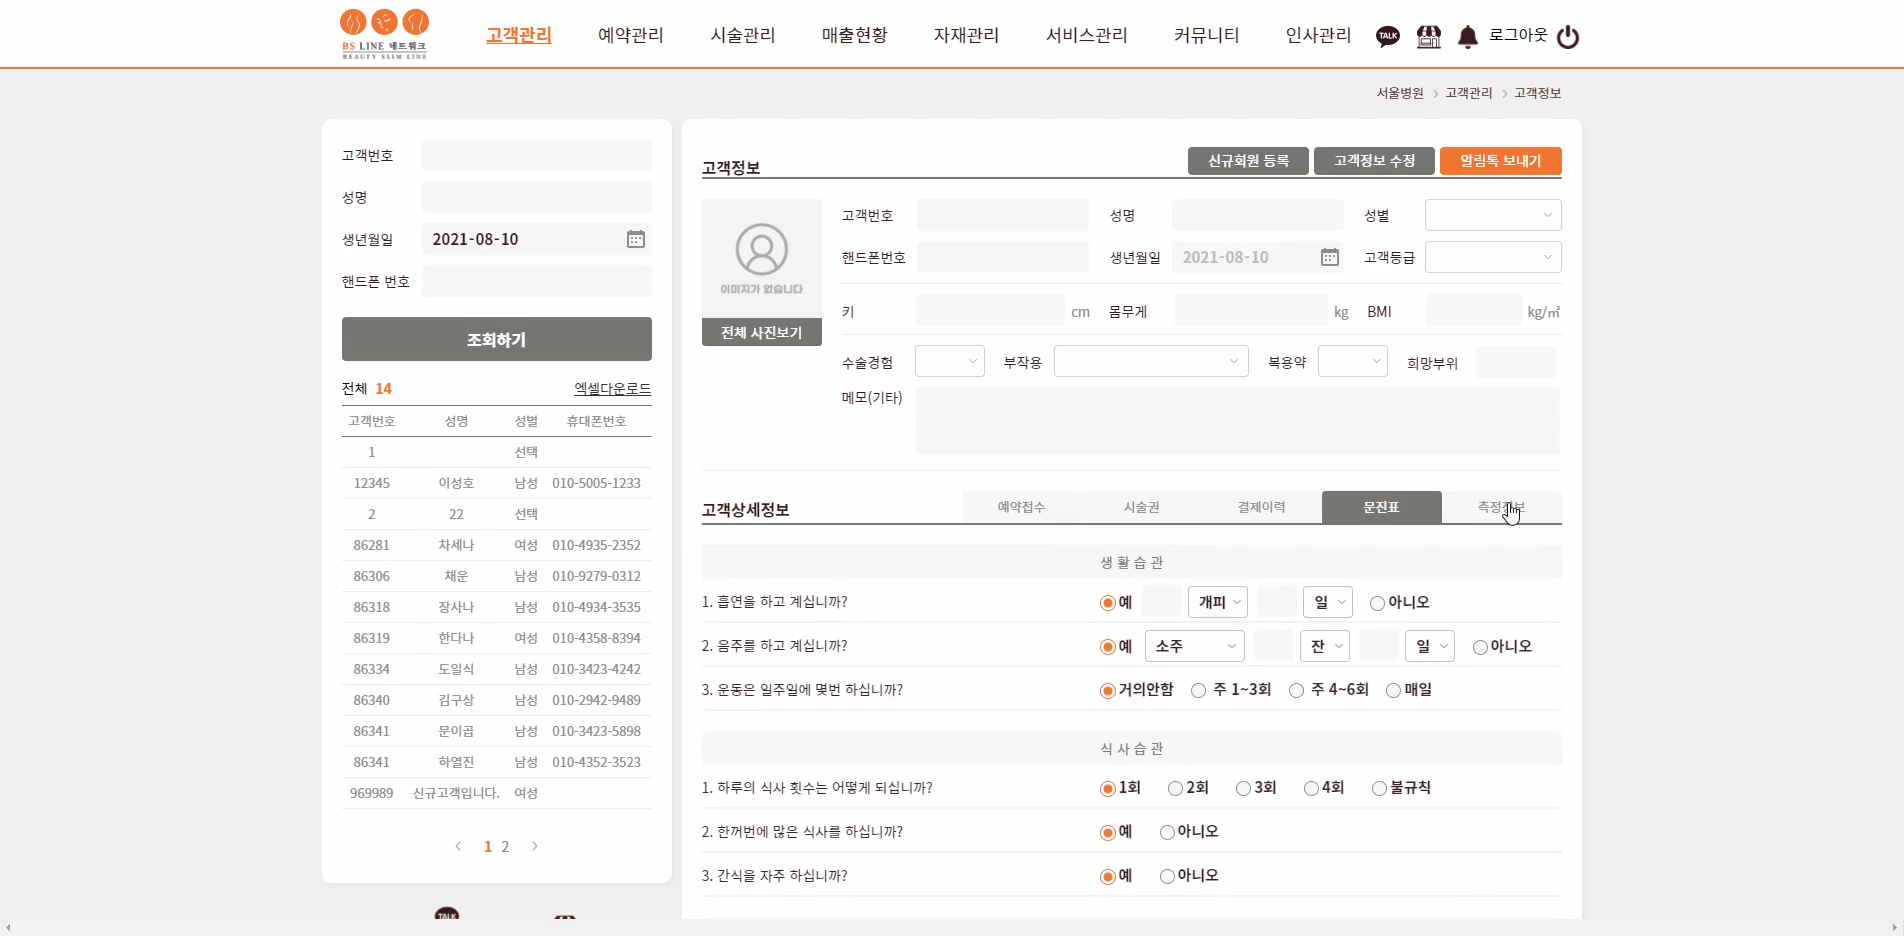 BS LINE 네트워크
BEAUTY SLIM LINE
고객관리 예약관리 시술관리 매출현황 자재관리 서비스관리 커뮤니티 인사관리 TALK 로그아웃
서울병원 > 고객관리 > 고객정보
고객번호
성명
생년월일 2021-08-10
핸드폰 번호
조회하기
전체 14 엑셀다운로드
고객번호 성명 성별 휴대폰번호
1 선택
12345 이성호 남성 010-5005-1233
2 22 선택
86281 차세나 여성 010-4935-2352
86306 채운 남성 010-9279-0312
86318 장사나 남성 010-4934-3535
86319 한다나 여성 010-4358-8394
86334 도일식 남성 010-3423-4242
86340 김구상 남성 010-2942-9489
86341 문이곱 남성 010-3423-5898
86341 하열진 남성 010-4352-3523
969989 신규고객입니다. 여성
< 1 2 >
TALK
고객정보 신규회원 등록 고객정보 수정 알림톡 보내기
이미지가 없습니다
전체 사진보기
고객번호 성명 성별
핸드폰번호 생년월일 2021-08-10 고객등급
키 cm 몸무게 kg BMI kg/㎡
수술경험 부작용 복용약 희망부위
메모(기타)
고객상세정보 예약접수 시술권 결제이력 문진표 측정정보
생활습관
1. 흡연을 하고 계십니까? 예 개피 일 아니오
2. 음주를 하고 계십니까? 예 소주 잔 일 아니오
3. 운동은 일주일에 몇번 하십니까? 거의안함 주 1~3회 주 4~6회 매일
식사습관
1. 하루의 식사 횟수는 어떻게 되십니까? 1회 2회 3회 4회 불규칙
2. 한꺼번에 많은 식사를 하십니까? 예 아니오
3. 간식을 자주 하십니까? 예 아니오